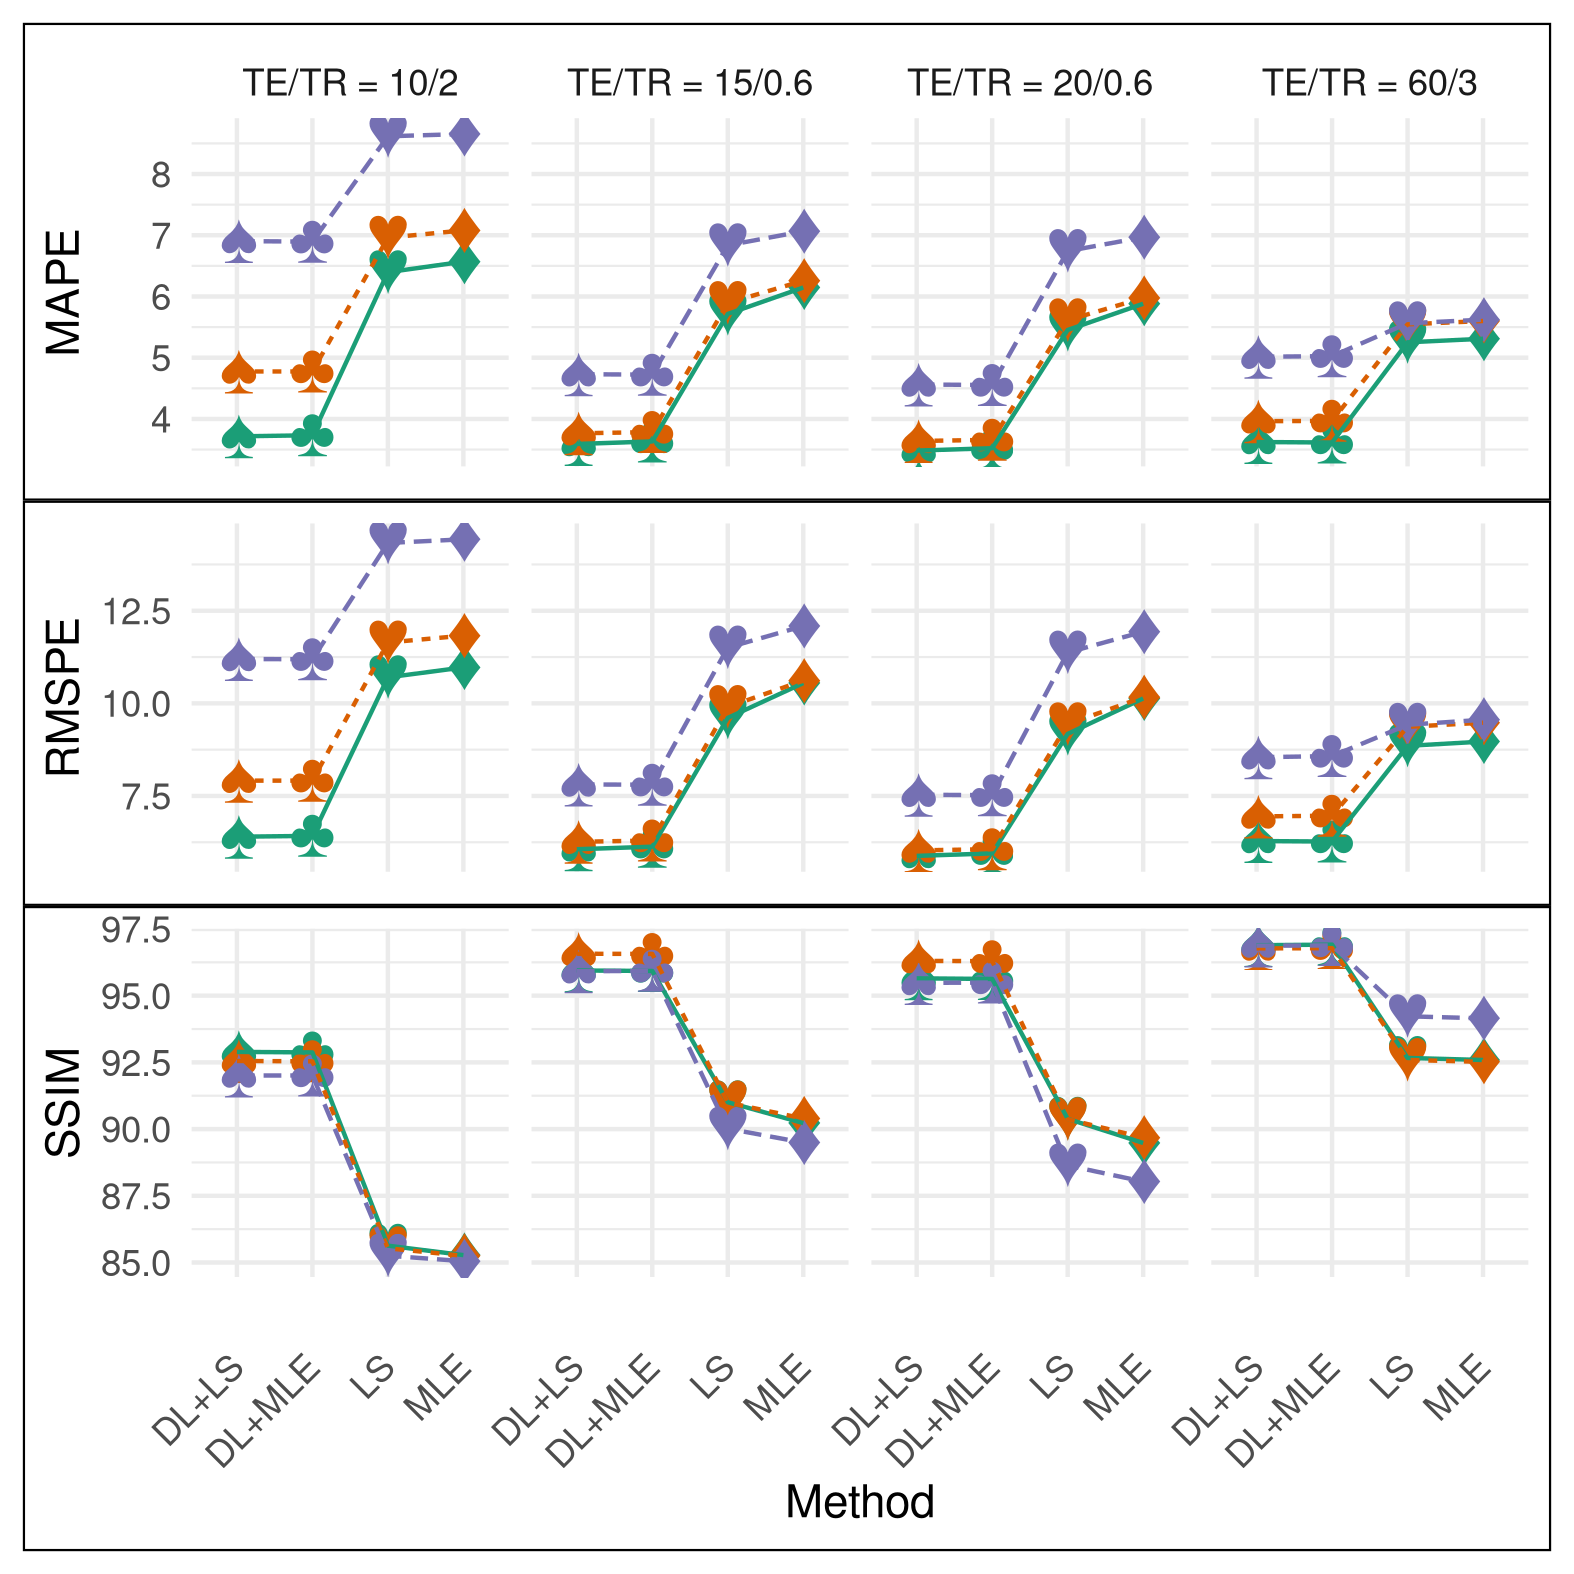 TE/TR = 10/2 TE/TR = 15/0.6 TE/TR = 20/0.6 TE/TR = 60/3
MAPE
8
7
6
5
4
RMSPE
12.5
10.0
7.5
SSIM
97.5
95.0
92.5
90.0
87.5
85.0
DL+LS DL+MLE LS MLE DL+LS DL+MLE LS MLE DL+LS DL+MLE LS MLE DL+LS DL+MLE LS MLE
Method